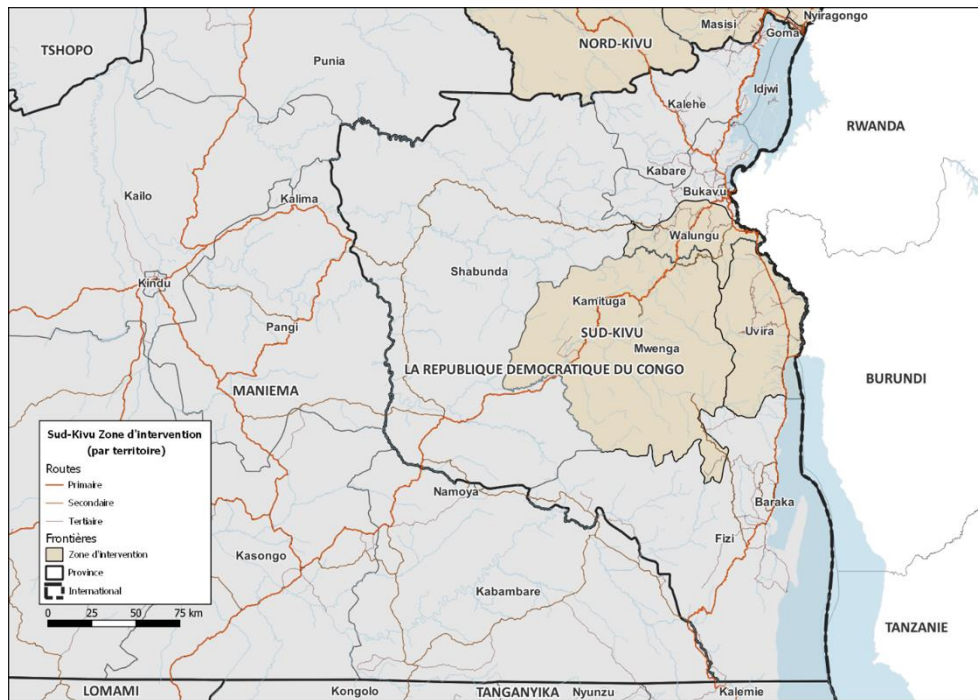 Nyiragongo
Masisi
Goma
NORD-KIVU
TSHOPO
Punia
Idjwi
Kalehe
RWANDA
Kabare
Bukavu
Kailo
Kalima
Walungu
Shabunda
Kindu
Kamituga
Pangi
SUD-KIVU
Uvira
Mwenga
LA REPUBLIQUE DEMOCRATIQUE DU CONGO
BURUNDI
MANIEMA
Sud-Kivu Zone d'intervention
(par territoire)
Routes
Primaire
Secondaire
Tertiaire
Frontières
Zone d'intervention
Province
International
0 25 50 75 km
Namoya
Baraka
Fizi
Kasongo
Kabambare
TANZANIE
LOMAMI
Kongolo
TANGANYIKA
Nyunzu
Kalemie